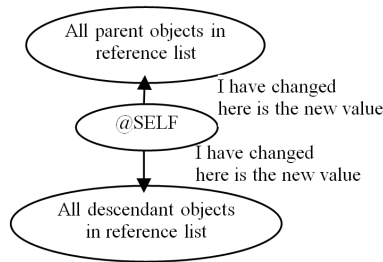 All parent objects in
reference list
I have changed
here is the new value
@SELF
I have changed
here is the new value
All descendant objects
in reference list